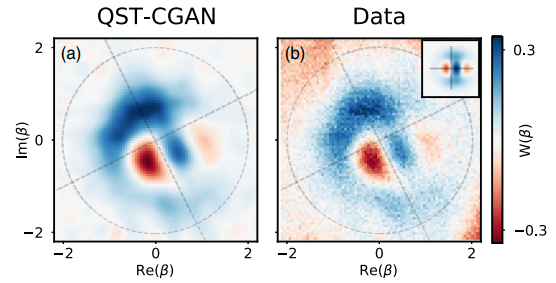 QST-CGAN Data
(a) (b)
2
0
−2
Im(β)
−2 0 2
Re(β)
−2 0 2
Re(β)
0.3
−0.3
W(β)